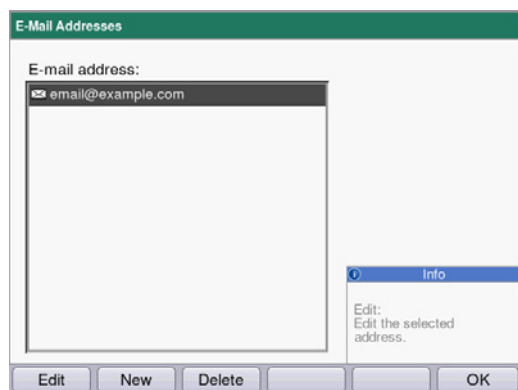 E-Mail Addresses
E-mail address:
email@example.com
Info
Edit:
Edit the selected
address.
Edit
New
Delete
OK